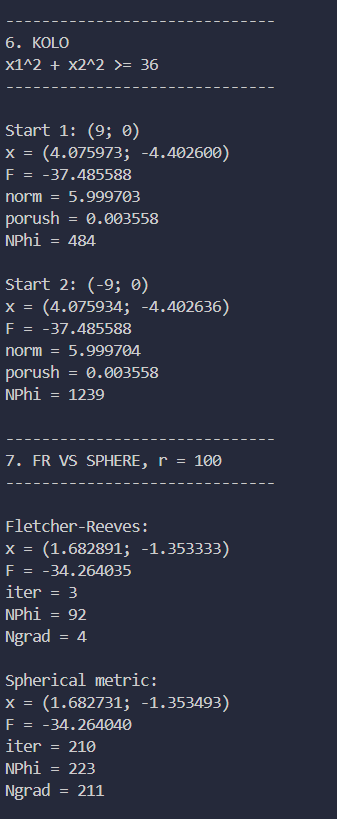 ------------------------------
6. KOLO
x1^2 + x2^2 >= 36
------------------------------
Start 1: (9; 0)
x = (4.075973; -4.402600)
F = -37.485588
norm = 5.999703
porush = 0.003558
NPhi = 484
Start 2: (-9; 0)
x = (4.075934; -4.402636)
F = -37.485588
norm = 5.999704
porush = 0.003558
NPhi = 1239
------------------------------
7. FR VS SPHERE, r = 100
------------------------------
Fletcher-Reeves:
x = (1.682891; -1.353333)
F = -34.264035
iter = 3
NPhi = 92
Ngrad = 4
Spherical metric:
x = (1.682731; -1.353493)
F = -34.264040
iter = 210
NPhi = 223
Ngrad = 211